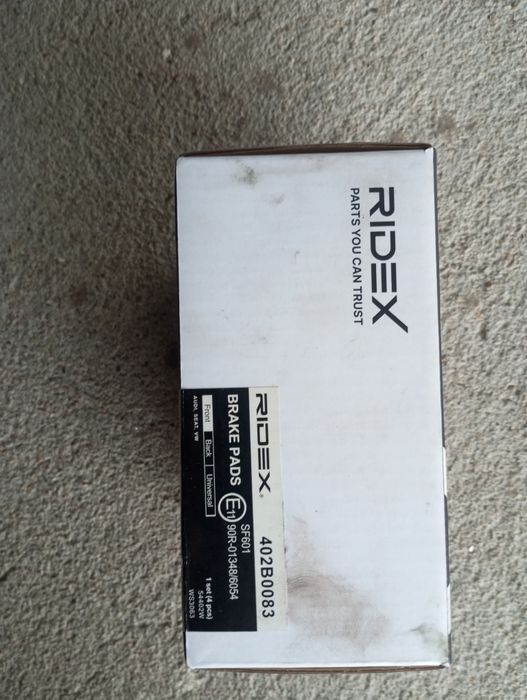 RIDEX
PARTS YOU CAN TRUST
RIDEX® 402B0083
BRAKE PADS E11 SF601
90R-01348/6054
Front Back Universal
AUDI, SEAT, VW
1 set (4 pcs)
54402W
WS3063